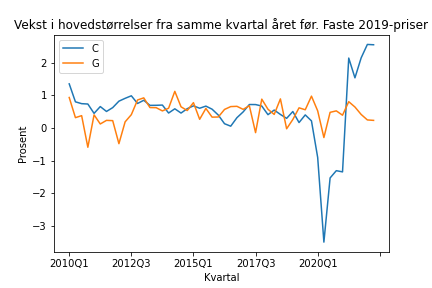 Vekst i hovedstørrelser fra samme kvartal året før. Faste 2019-priser
C
G
2
1
0
−1
−2
−3
Prosent
2010Q1 2012Q3 2015Q1 2017Q3 2020Q1
Kvartal